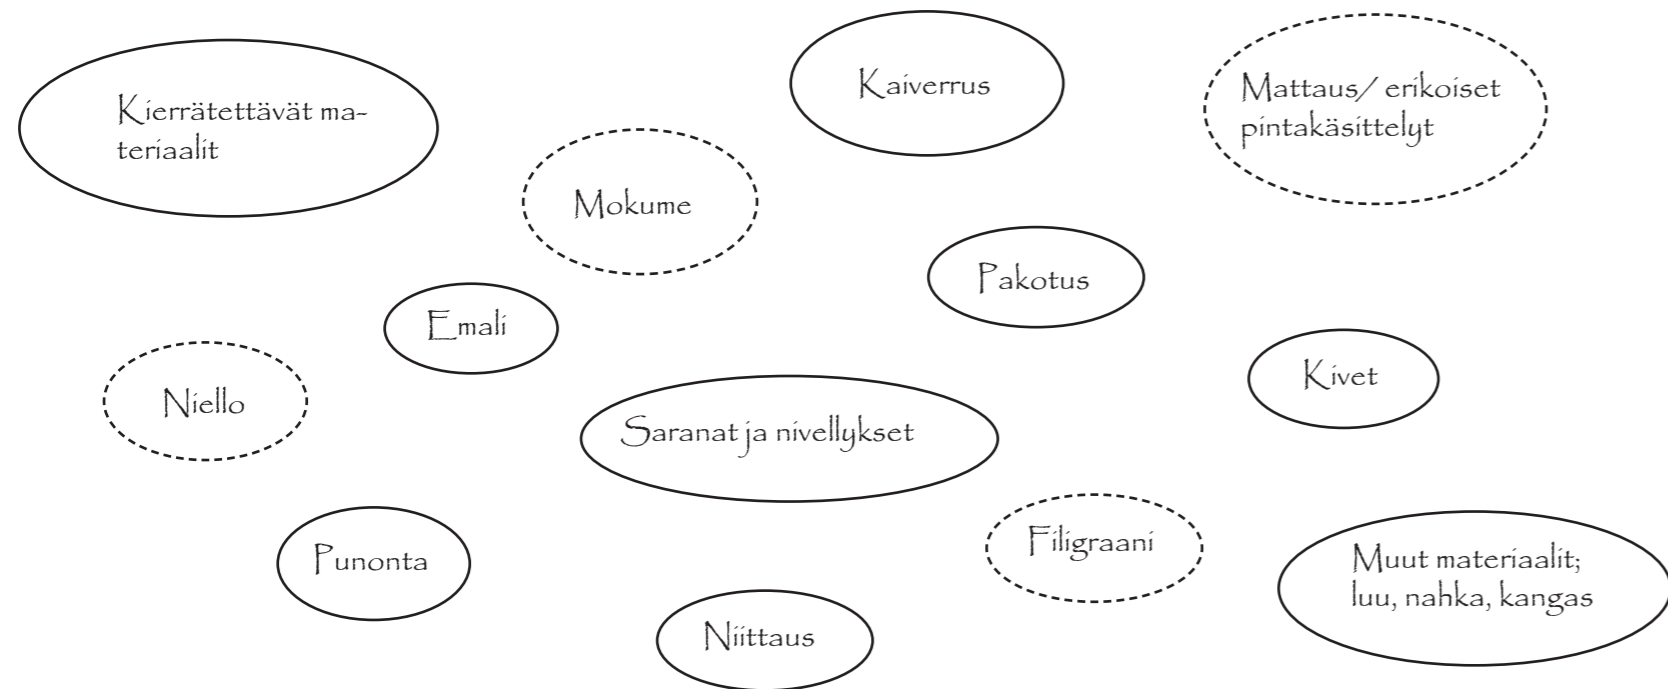 Kaiverrus
Mattaus/ erikoiset
pintakäsittelyt
Kierrätettävät ma-
teriaalit
Mokume
Pakotus
Emali
Kivet
Niello
Saranat ja nivellykset
Filigraani
Punonta
Muut materiaalit;
luu, nahka, kangas
Niittaus